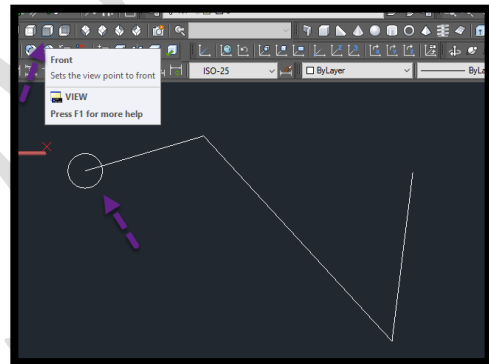 Front
Sets the view point to front
VIEW
Press F1 for more help
ISO-25
ByLayer
ByLa